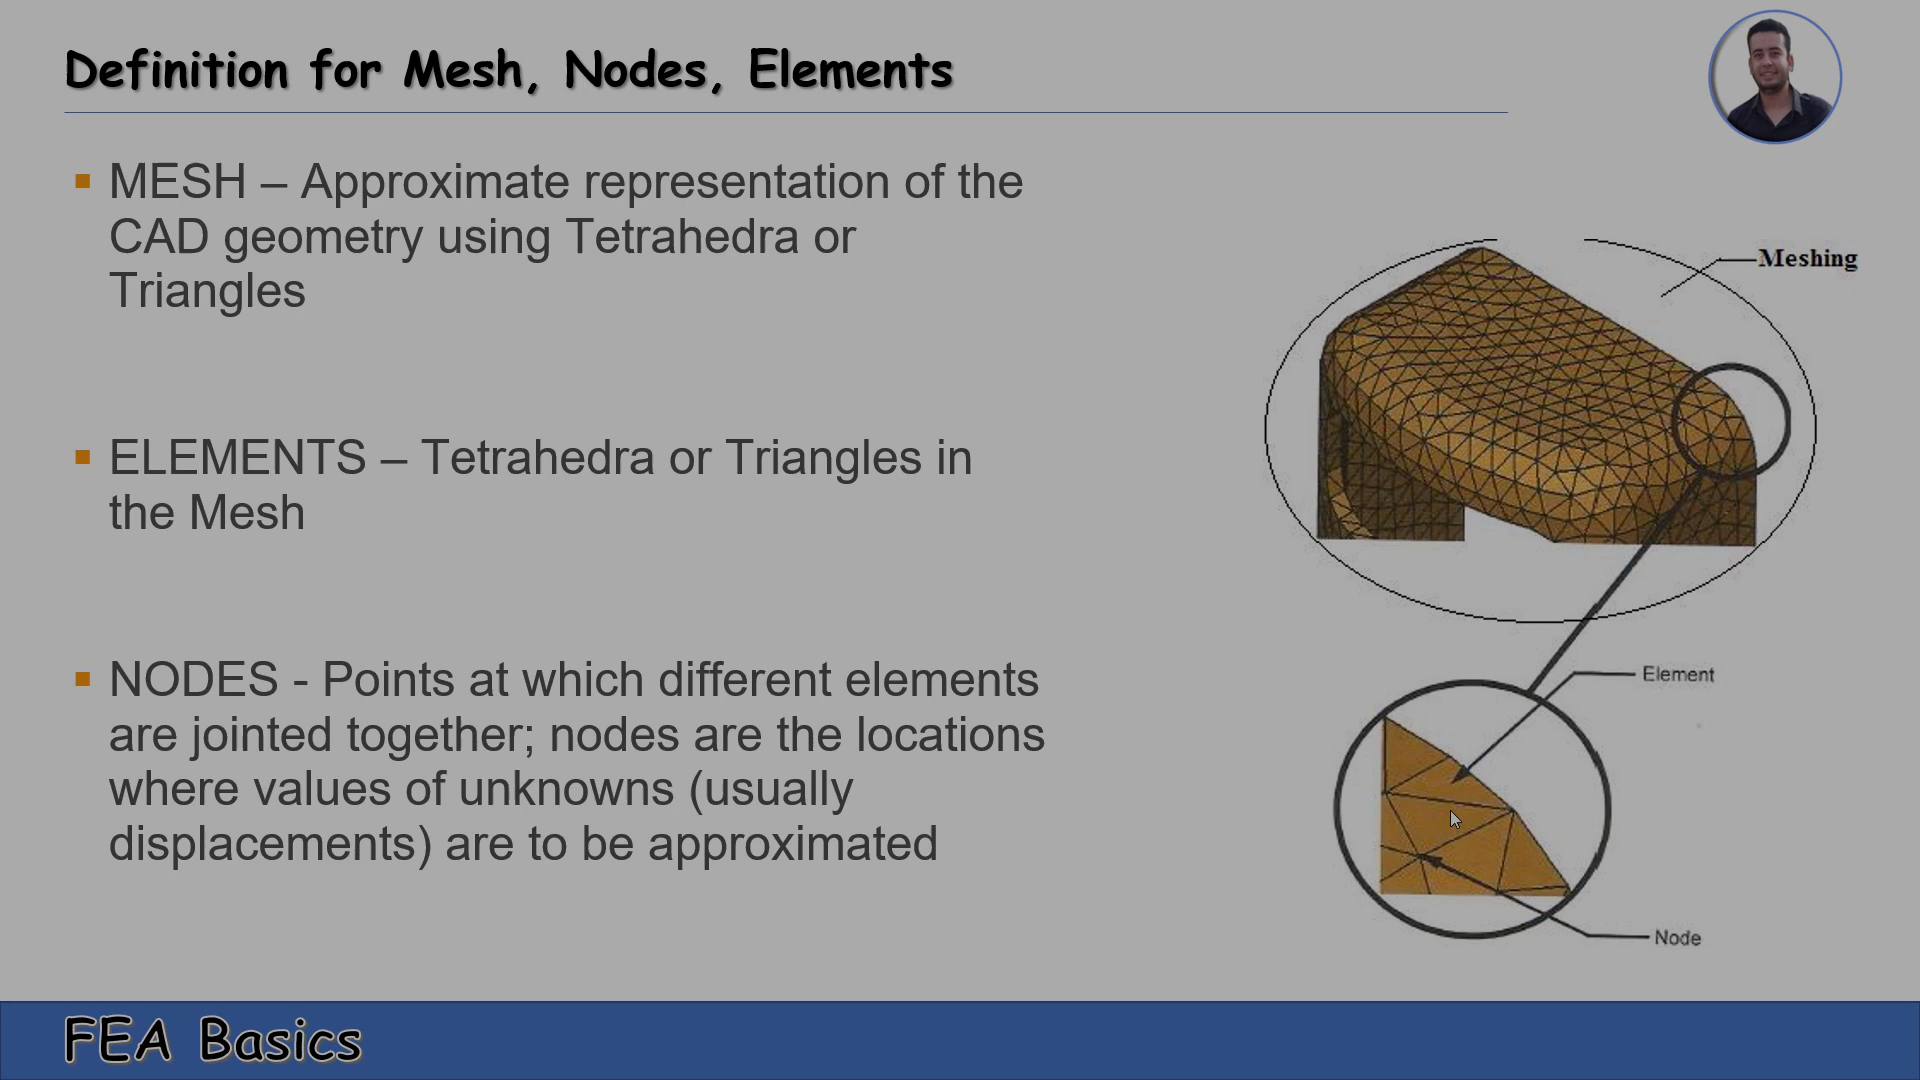 Definition for Mesh, Nodes, Elements
MESH – Approximate representation of the
CAD geometry using Tetrahedra or
Triangles
ELEMENTS – Tetrahedra or Triangles in
the Mesh
NODES - Points at which different elements
are jointed together; nodes are the locations
where values of unknowns (usually
displacements) are to be approximated
Meshing
Element
Node
FEA Basics